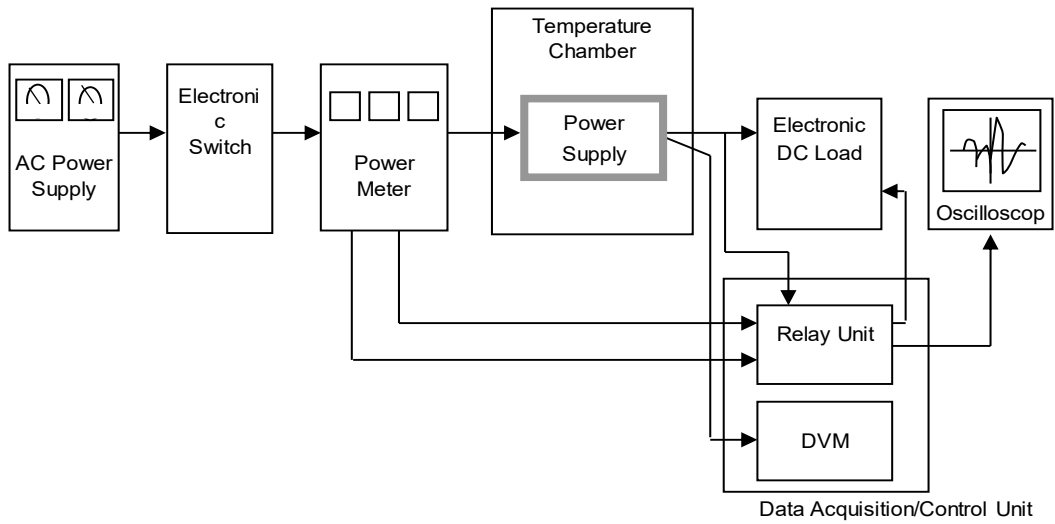 Temperature
Chamber
AC Power
Supply
Electroni
c
Switch
Power
Meter
Power
Supply
Electronic
DC Load
Oscilloscop
Relay Unit
DVM
Data Acquisition/Control Unit